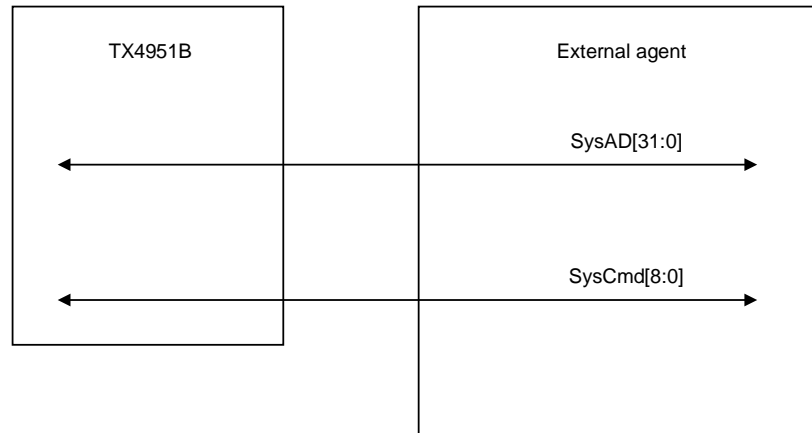 TX4951B
External agent
SysAD[31:0]
SysCmd[8:0]